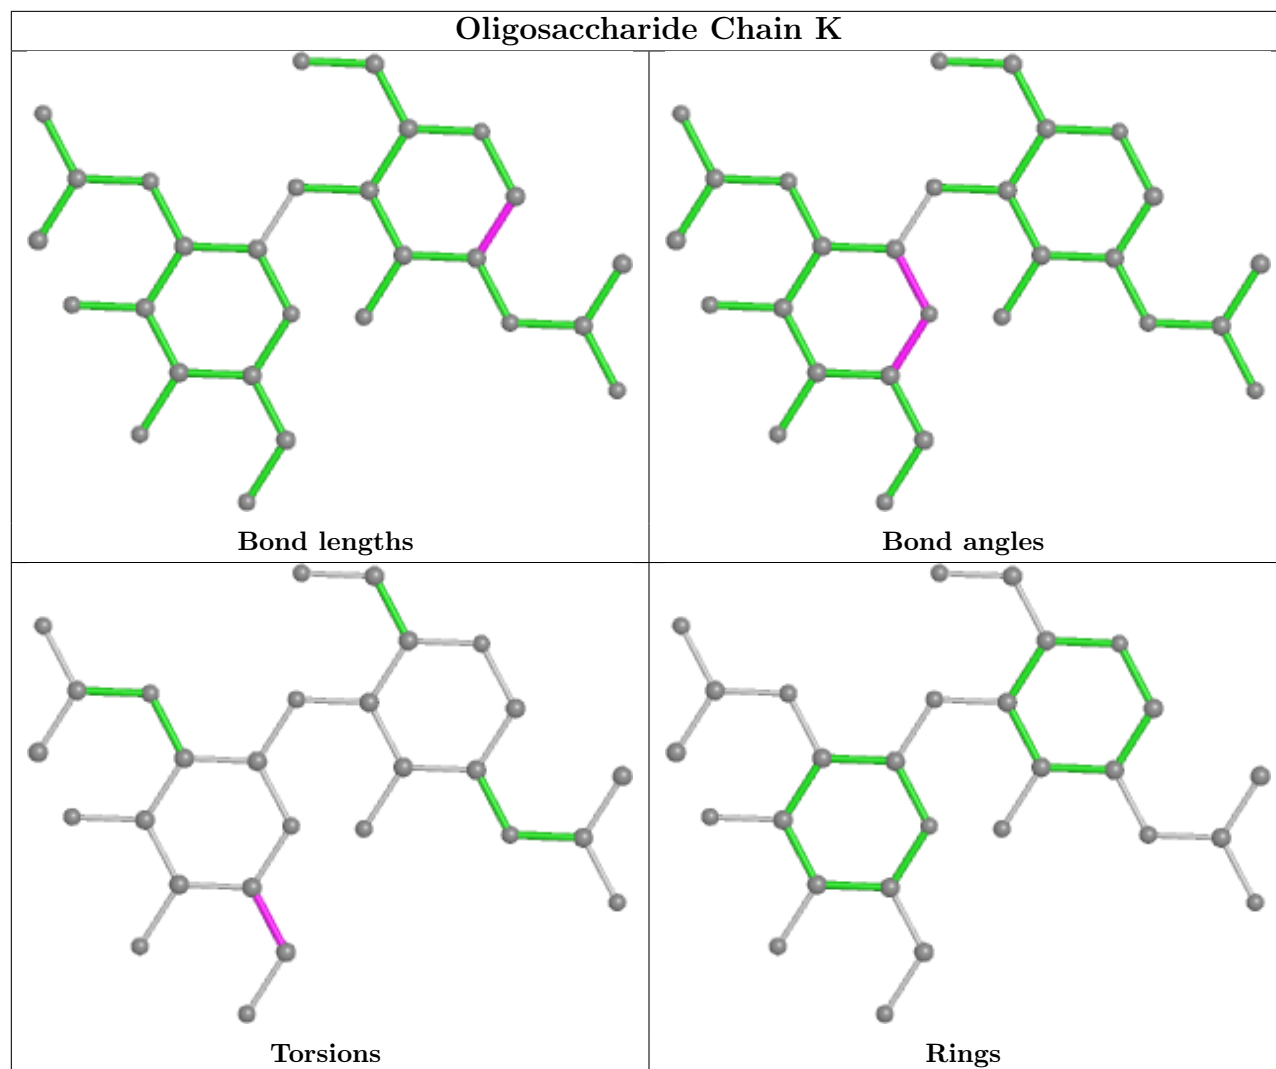 Oligosaccharide Chain K
Bond lengths
Bond angles
Torsions
Rings